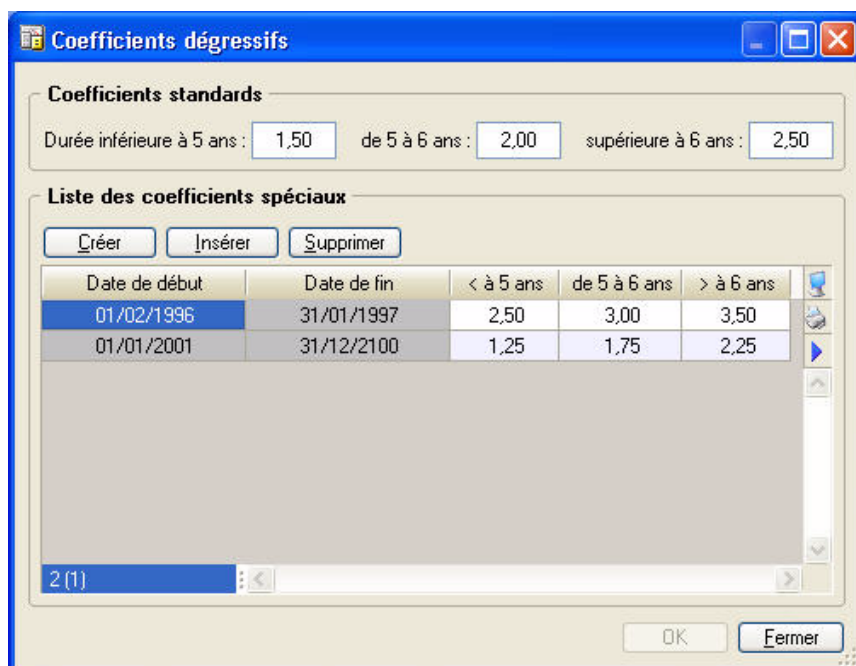 Coefficients dégressifs
Coefficients standards
Durée inférieure à 5 ans : 1,50 de 5 à 6 ans : 2,00 supérieure à 6 ans : 2,50
Liste des coefficients spéciaux
Créer Insérer Supprimer
Date de début Date de fin < à 5 ans de 5 à 6 ans > à 6 ans
01/02/1996 31/01/1997 2,50 3,00 3,50
01/01/2001 31/12/2100 1,25 1,75 2,25
2 (1)
OK Fermer